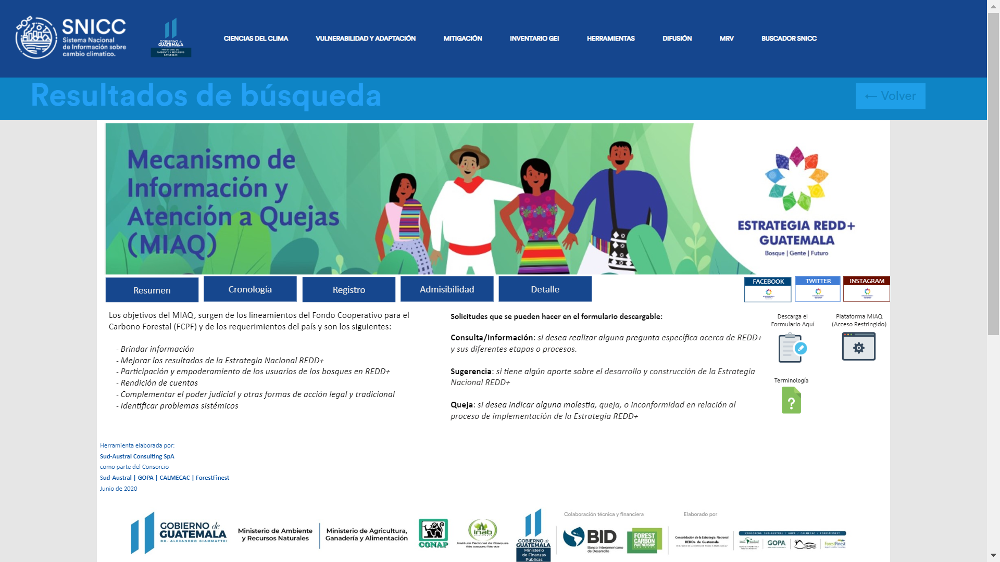 SNICC
Sistema Nacional
de Información sobre
cambio climatico.
GOBIERNO de
GUATEMALA
MINISTERIO DE
AMBIENTE Y RECURSOS
NATURALES
CIENCIAS DEL CLIMA
VULNERABILIDAD Y ADAPTACIÓN
MITIGACIÓN
INVENTARIO GEI
HERRAMIENTAS
DIFUSIÓN
MRV
BUSCADOR SNICC
Resultados de búsqueda
← Volver
Mecanismo de
Información y
Atención a Quejas
(MIAQ)
ESTRATEGIA REDD+
GUATEMALA
Bosque | Gente | Futuro
Resumen
Cronología
Registro
Admisibilidad
Detalle
FACEBOOK
TWITTER
INSTAGRAM
Los objetivos del MIAQ, surgen de los lineamientos del Fondo Cooperativo para el
Carbono Forestal (FCPF) y de los requerimientos del país y son los siguientes:
- Brindar información
- Mejorar los resultados de la Estrategia Nacional REDD+
- Participación y empoderamiento de los usuarios de los bosques en REDD+
- Rendición de cuentas
- Complementar el poder judicial y otras formas de acción legal y tradicional
- Identificar problemas sistémicos
Solicitudes que se pueden hacer en el formulario descargable:
Consulta/Información: si desea realizar alguna pregunta específica acerca de REDD+
y sus diferentes etapas o procesos.
Sugerencia: si tiene algún aporte sobre el desarrollo y construcción de la Estrategia
Nacional REDD+
Queja: si desea indicar alguna molestia, queja, o inconformidad en relación al
proceso de implementación de la Estrategia REDD+
Descarga el
Formulario Aquí
Plataforma MIAQ
(Acceso Restringido)
Terminología
?
Herramienta elaborada por:
Sud-Austral Consulting SpA
como parte del Consorcio
Sud-Austral | GOPA | CALMECAC | ForestFinest
Junio de 2020
GOBIERNO de
GUATEMALA
DR. ALEJANDRO GIAMMATTEI
Ministerio de Ambiente
y Recursos Naturales
Ministerio de Agricultura,
Ganadería y Alimentación
CONAP
inab
Instituto Nacional de Bosques
Más bosques Más vida
GOBIERNO de
GUATEMALA
Ministerio
de Finanzas
Públicas
Colaboración técnica y financiera
BID
Banco Interamericano
de Desarrollo
FOREST
CARBON
PARTNERSHIP
Elaborado por
Consolidación de la Estrategia Nacional
REDD+ de Guatemala
CONSORCIO: SUD-AUSTRAL / GOPA / CALMECAC / FORESTFINEST
GOPA
CALMECAC
ForestFinest